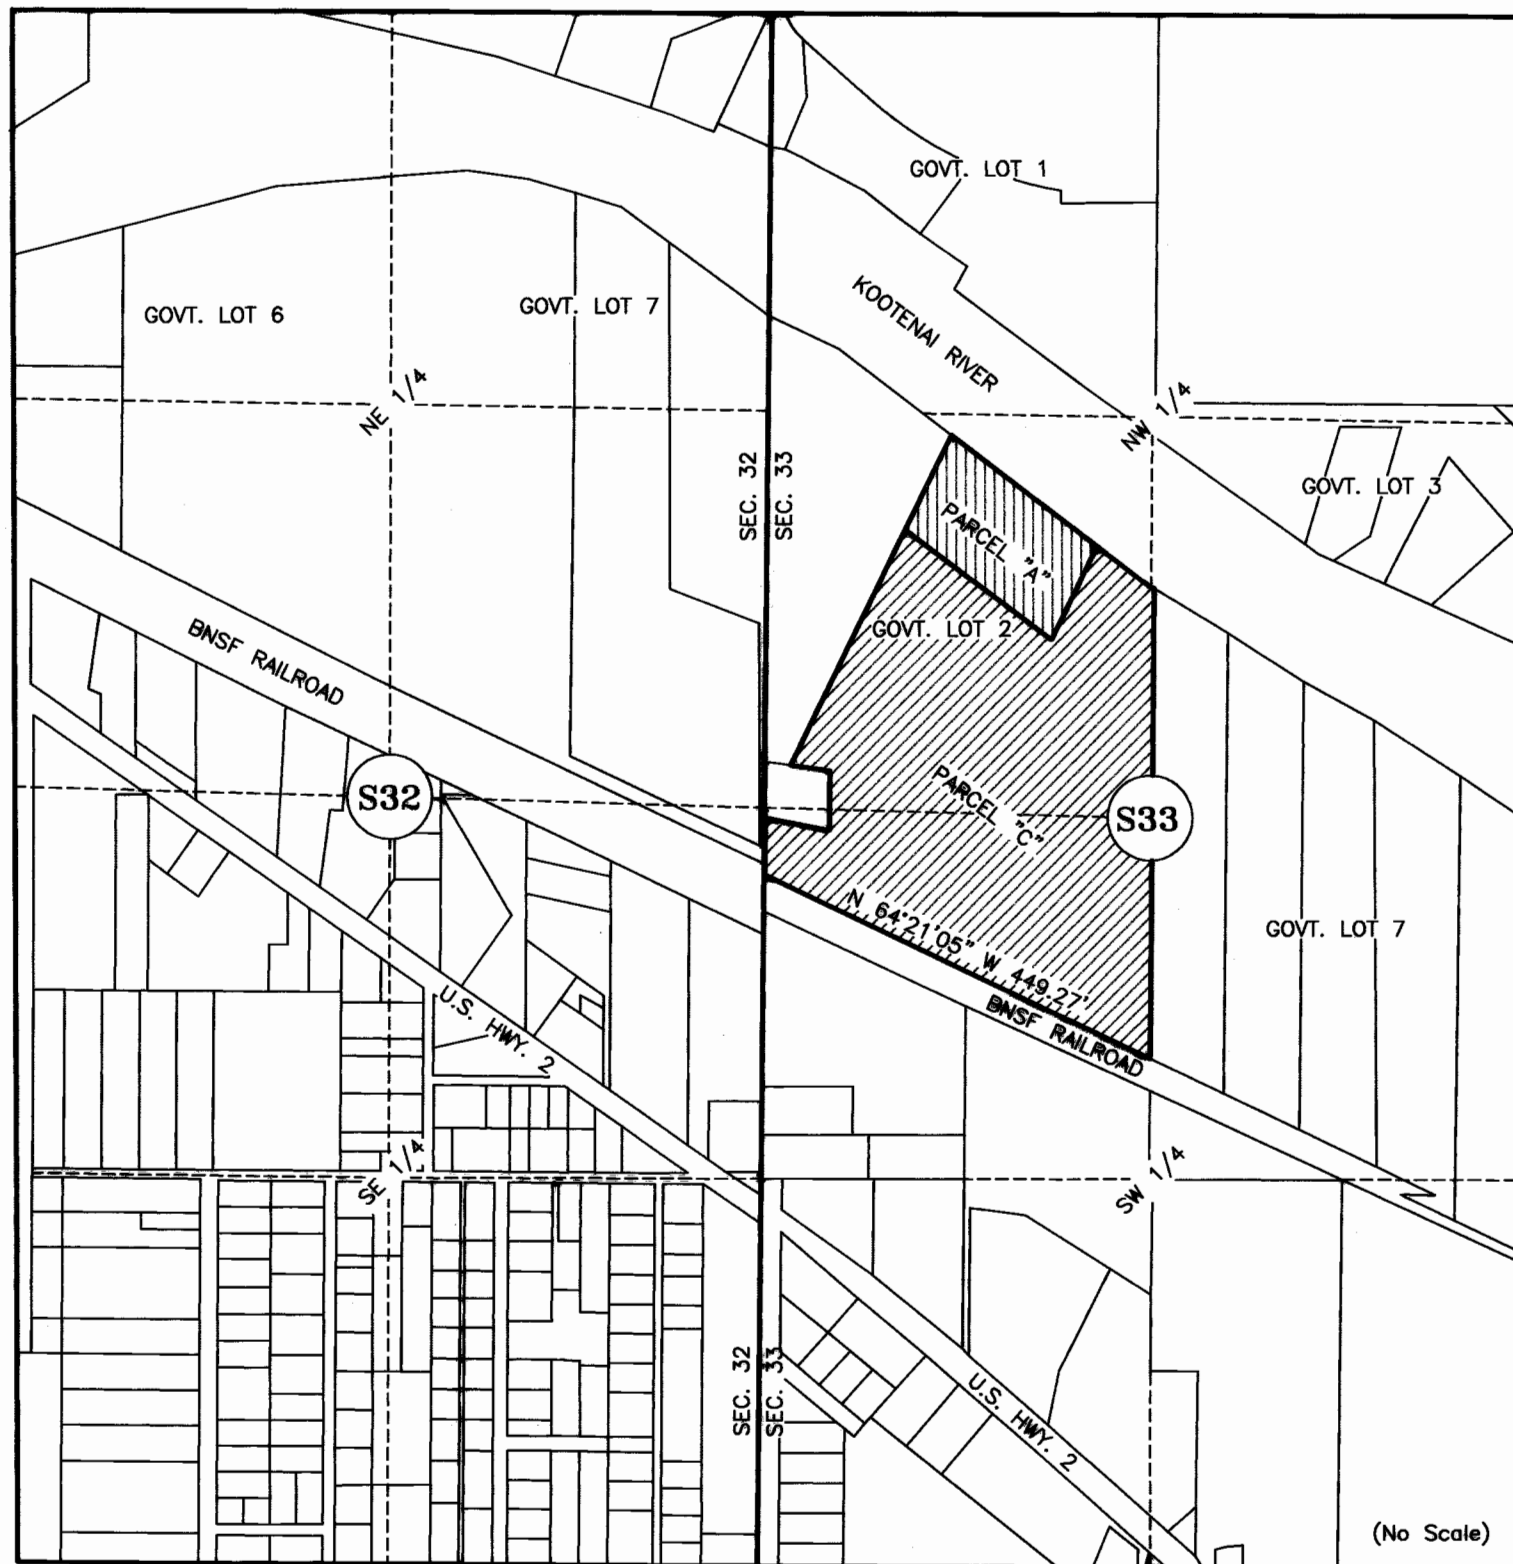 GOVT. LOT 1
GOVT. LOT 6
GOVT. LOT 7
KOOTENAI RIVER
NE 1/4
NW 1/4
SEC. 32
SEC. 33
GOVT. LOT 3
PARCEL "A"
GOVT. LOT 2
BNSF RAILROAD
S32
PARCEL "C"
S33
N 64°21'05" W 449.27'
GOVT. LOT 7
BNSF RAILROAD
U.S. HWY. 2
SE 1/4
SW 1/4
SEC. 32
SEC. 33
U.S. HWY. 2
(No Scale)